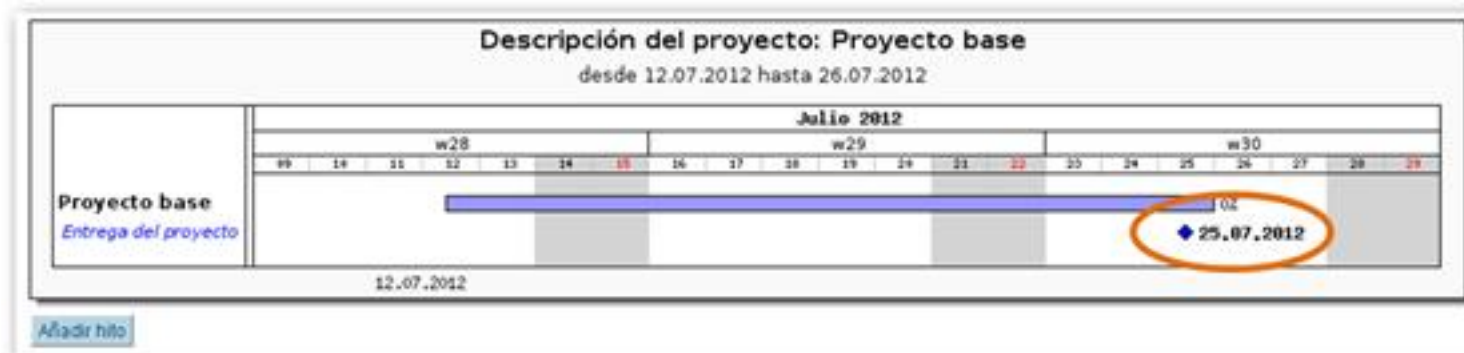 Descripción del proyecto: Proyecto base
desde 12.07.2012 hasta 26.07.2012
Julio 2012
w28 w29 w30
09 10 11 12 13 14 15 16 17 18 19 20 21 22 23 24 25 26 27 28 29
Proyecto base 0%
Entrega del proyecto 25.07.2012
12.07.2012
Añadir hito